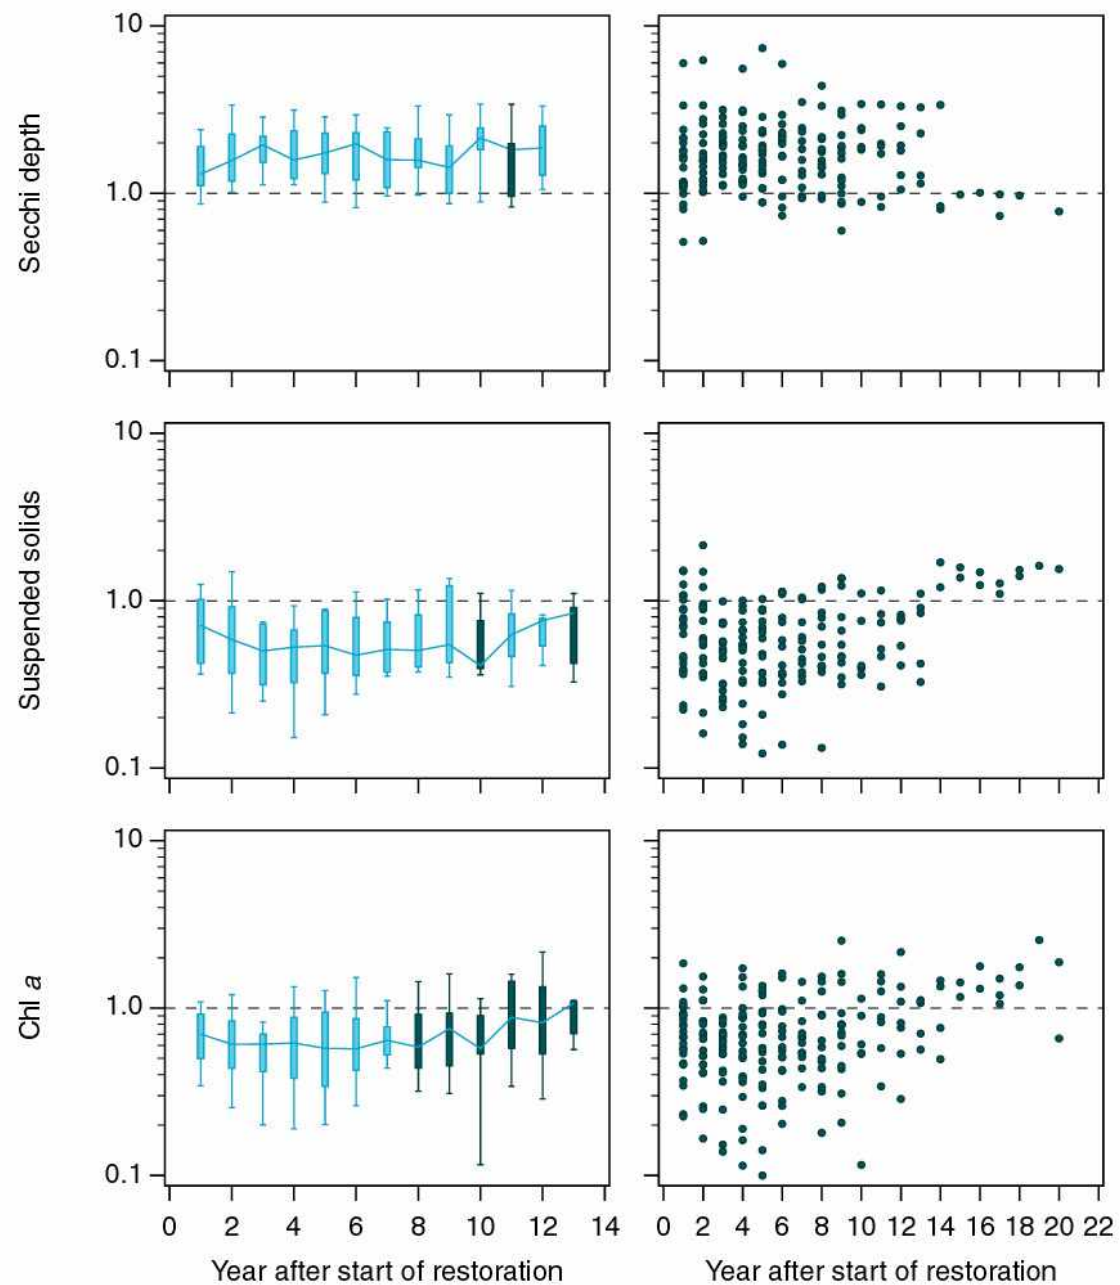 Secchi depth
10
1.0
0.1
Suspended solids
10
1.0
0.1
Chl a
10
1.0
0.1
0 2 4 6 8 10 12 14
0 2 4 6 8 10 12 14 16 18 20 22
Year after start of restoration
Year after start of restoration